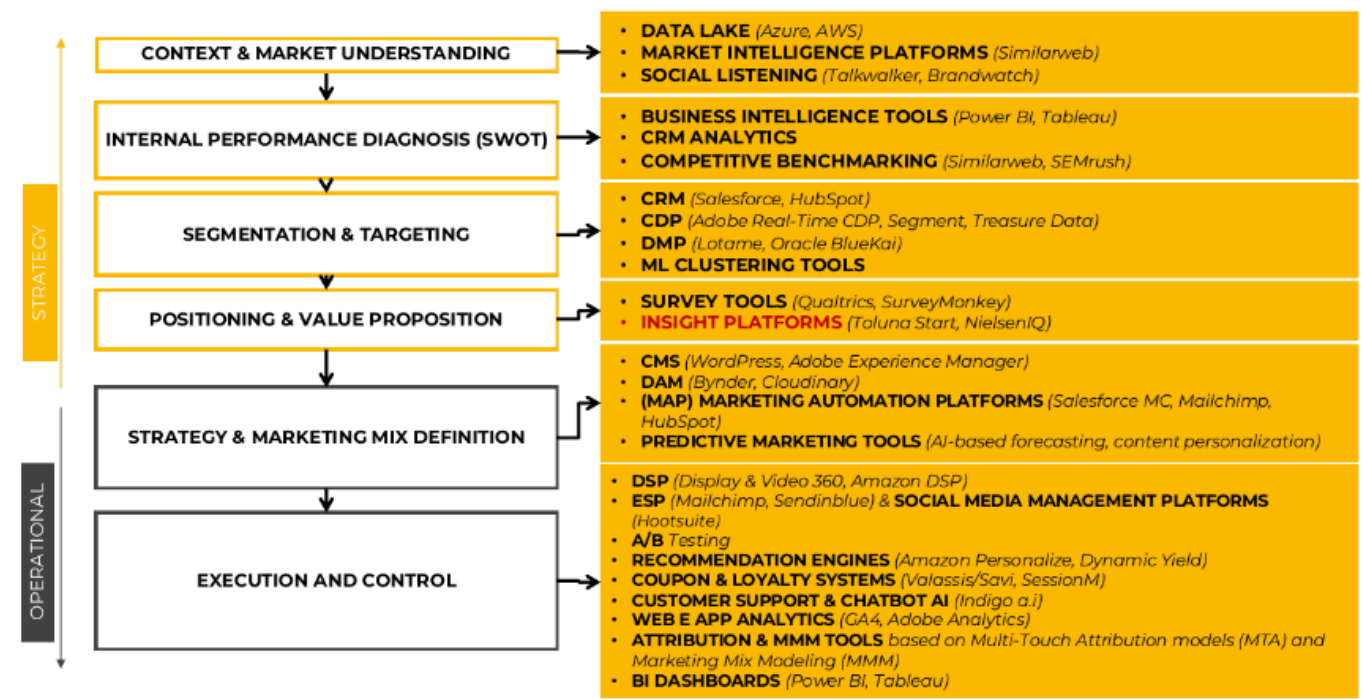 STRATEGY
OPERATIONAL
CONTEXT & MARKET UNDERSTANDING
• DATA LAKE (Azure, AWS)
• MARKET INTELLIGENCE PLATFORMS (Similarweb)
• SOCIAL LISTENING (Talkwalker, Brandwatch)
INTERNAL PERFORMANCE DIAGNOSIS (SWOT)
• BUSINESS INTELLIGENCE TOOLS (Power BI, Tableau)
• CRM ANALYTICS
• COMPETITIVE BENCHMARKING (Similarweb, SEMrush)
SEGMENTATION & TARGETING
• CRM (Salesforce, HubSpot)
• CDP (Adobe Real-Time CDP, Segment, Treasure Data)
• DMP (Lotame, Oracle BlueKai)
• ML CLUSTERING TOOLS
POSITIONING & VALUE PROPOSITION
• SURVEY TOOLS (Qualtrics, SurveyMonkey)
• INSIGHT PLATFORMS (Toluna Start, NielsenIQ)
STRATEGY & MARKETING MIX DEFINITION
• CMS (WordPress, Adobe Experience Manager)
• DAM (Bynder, Cloudinary)
• (MAP) MARKETING AUTOMATION PLATFORMS (Salesforce MC, Mailchimp,
HubSpot)
• PREDICTIVE MARKETING TOOLS (AI-based forecasting, content personalization)
EXECUTION AND CONTROL
• DSP (Display & Video 360, Amazon DSP)
• ESP (Mailchimp, Sendinblue) & SOCIAL MEDIA MANAGEMENT PLATFORMS
(Hootsuite)
• A/B Testing
• RECOMMENDATION ENGINES (Amazon Personalize, Dynamic Yield)
• COUPON & LOYALTY SYSTEMS (Valassis/Savi, SessionM)
• CUSTOMER SUPPORT & CHATBOT AI (Indigo a.i)
• WEB E APP ANALYTICS (GA4, Adobe Analytics)
• ATTRIBUTION & MMM TOOLS based on Multi-Touch Attribution models (MTA) and
Marketing Mix Modeling (MMM)
• BI DASHBOARDS (Power BI, Tableau)